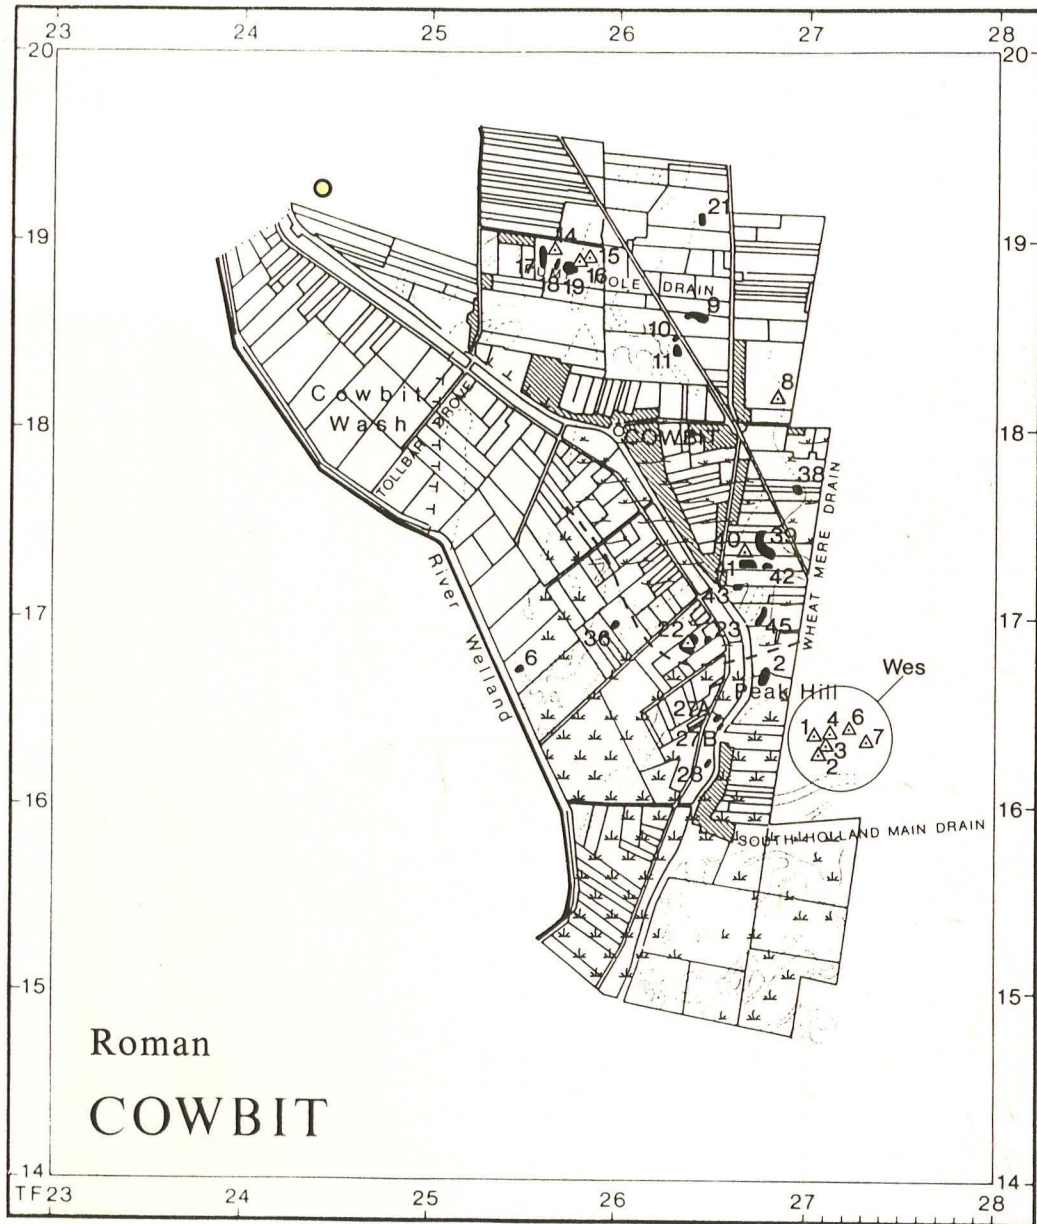 23 24 25 26 27 28
20 20
21
19 14 15 19
17 18 19 16
HOLE DRAIN
9
10
11
8
Cowbit
Wash
TOLLBAR DROVE
18 COWBIT 18
38
39
40
41 42
43
WHEAT MERE DRAIN
River Welland
17 17
45
36 22 23
6
2
Peak Hill
Wes
27A
27B
28
1 4 6
3 7
2
16 16
SOUTH HOLLAND MAIN DRAIN
15 15
Roman
COWBIT
14 14
TF23 24 25 26 27 28